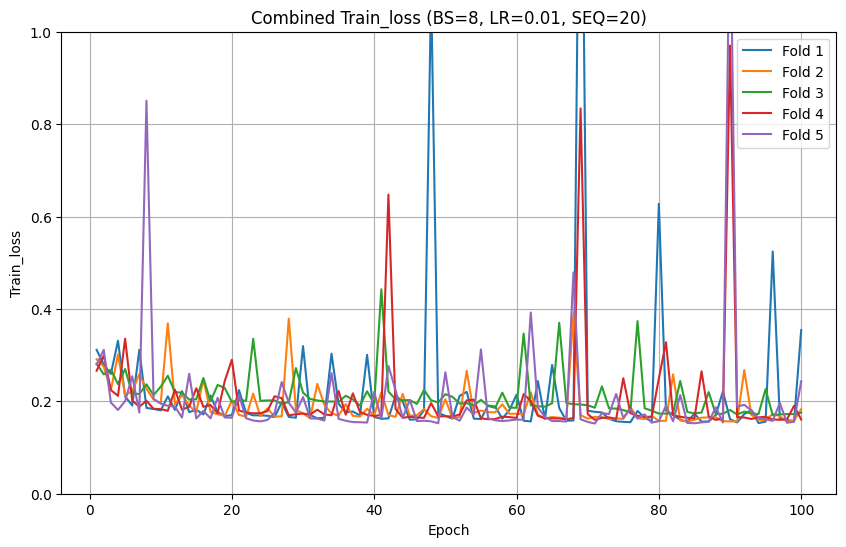 Combined Train_loss (BS=8, LR=0.01, SEQ=20)
Train_loss
1.0
0.8
0.6
0.4
0.2
0.0
Fold 1
Fold 2
Fold 3
Fold 4
Fold 5
0 20 40 60 80 100
Epoch